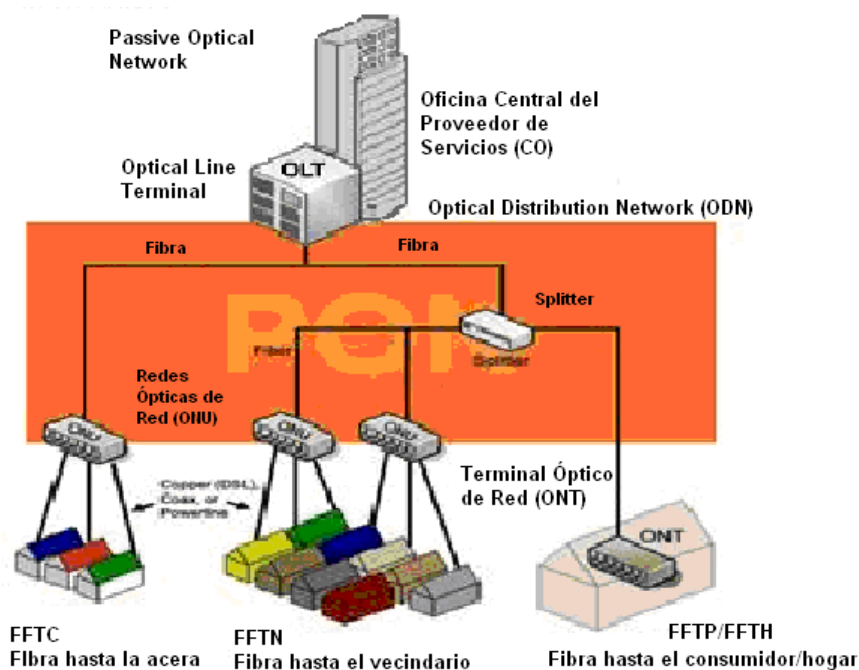 Passive Optical
Network
Oficina Central del
Proveedor de
Servicios (CO)
OLT
Optical Line
Terminal
Optical Distribution Network (ODN)
Fibra
Fibra
Splitter
PON
Fiber
Splitter
Redes
Ópticas de
Red (ONU)
ONU
ONU
ONU
Copper (DSL),
Coax, or
Powerline
Terminal Óptico
de Red (ONT)
ONT
FFTC
FIbra hasta la acera
FFTN
Fibra hasta el vecindario
FFTP/FFTH
Fibra hasta el consumidor/hogar